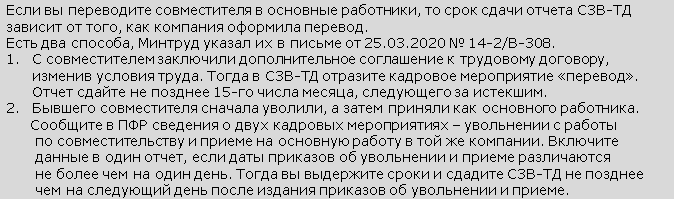 Если вы переводите совместителя в основные работники, то срок сдачи отчета СЗВ-ТД
зависит от того, как компания оформила перевод.
Есть два способа, Минтруд указал их в письме от 25.03.2020 № 14-2/В-308.
1. С совместителем заключили дополнительное соглашение к трудовому договору,
изменив условия труда. Тогда в СЗВ-ТД отразите кадровое мероприятие «перевод».
Отчет сдайте не позднее 15-го числа месяца, следующего за истекшим.
2. Бывшего совместителя сначала уволили, а затем приняли как основного работника.
Сообщите в ПФР сведения о двух кадровых мероприятиях – увольнении с работы
по совместительству и приеме на основную работу в той же компании. Включите
данные в один отчет, если даты приказов об увольнении и приеме различаются
не более чем на один день. Тогда вы выдержите сроки и сдадите СЗВ-ТД не позднее
чем на следующий день после издания приказов об увольнении и приеме.